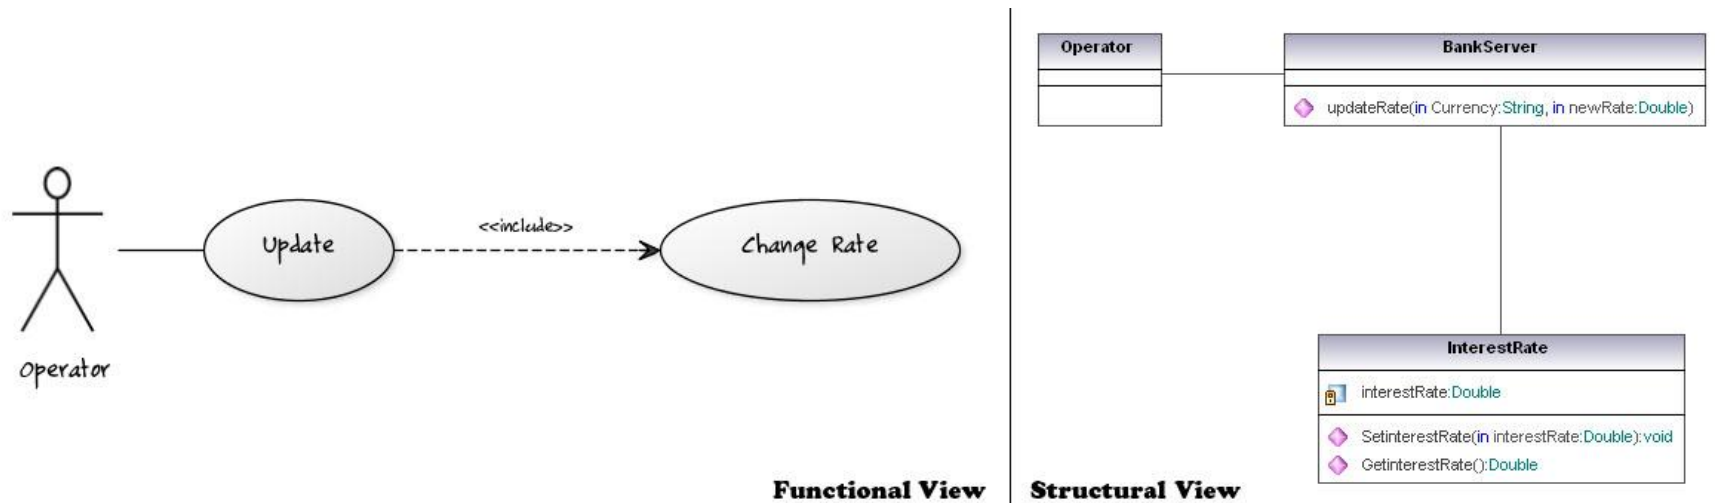 Operator
Update
<<include>>
Change Rate
Functional View
Operator
BankServer
updateRate(in Currency:String, in newRate:Double)
InterestRate
interestRate:Double
SetinterestRate(in interestRate:Double):void
GetinterestRate():Double
Structural View